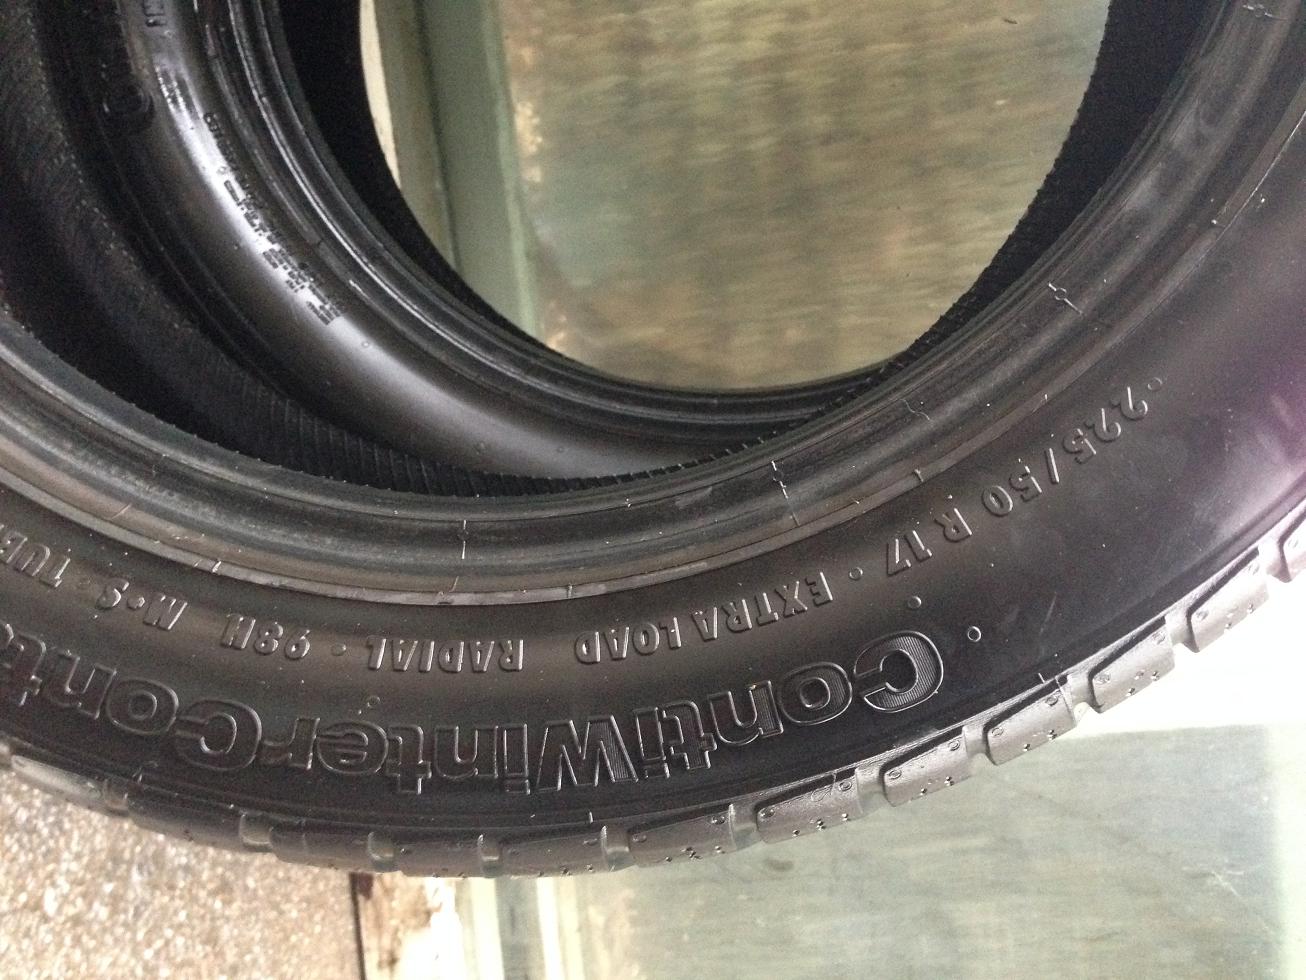 225/50 R 17 · EXTRA LOAD RADIAL · 98H M+S · TUB
ContiWinterCont